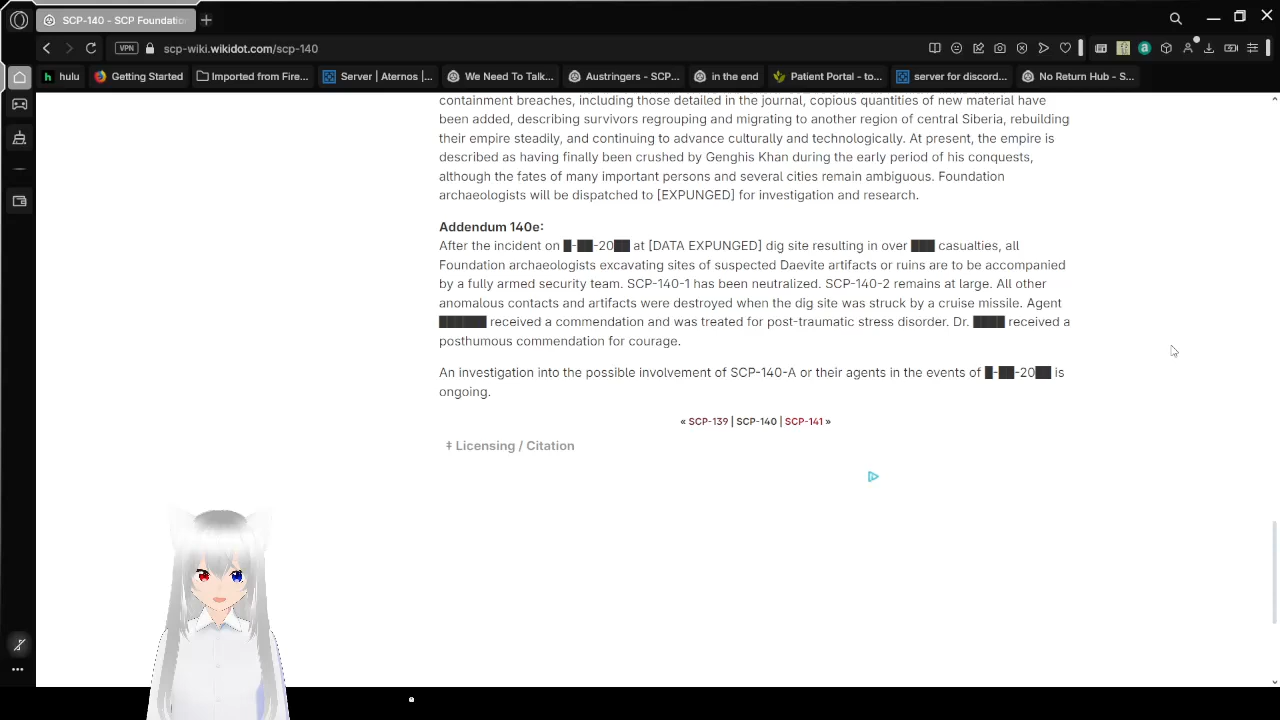 SCP-140 - SCP Foundation
VPN scp-wiki.wikidot.com/scp-140
hulu Getting Started Imported from Fire... Server | Aternos |... We Need To Talk... Austringers - SCP... in the end Patient Portal - to... server for discord... No Return Hub - S...
containment breaches, including those detailed in the journal, copious quantities of new material have
been added, describing survivors regrouping and migrating to another region of central Siberia, rebuilding
their empire steadily, and continuing to advance culturally and technologically. At present, the empire is
described as having finally been crushed by Genghis Khan during the early period of his conquests,
although the fates of many important persons and several cities remain ambiguous. Foundation
archaeologists will be dispatched to [EXPUNGED] for investigation and research.
Addendum 140e:
After the incident on █-██-20██ at [DATA EXPUNGED] dig site resulting in over ███ casualties, all
Foundation archaeologists excavating sites of suspected Daevite artifacts or ruins are to be accompanied
by a fully armed security team. SCP-140-1 has been neutralized. SCP-140-2 remains at large. All other
anomalous contacts and artifacts were destroyed when the dig site was struck by a cruise missile. Agent
██████ received a commendation and was treated for post-traumatic stress disorder. Dr. ████ received a
posthumous commendation for courage.
An investigation into the possible involvement of SCP-140-A or their agents in the events of █-██-20██ is
ongoing.
« SCP-139 | SCP-140 | SCP-141 »
‡ Licensing / Citation